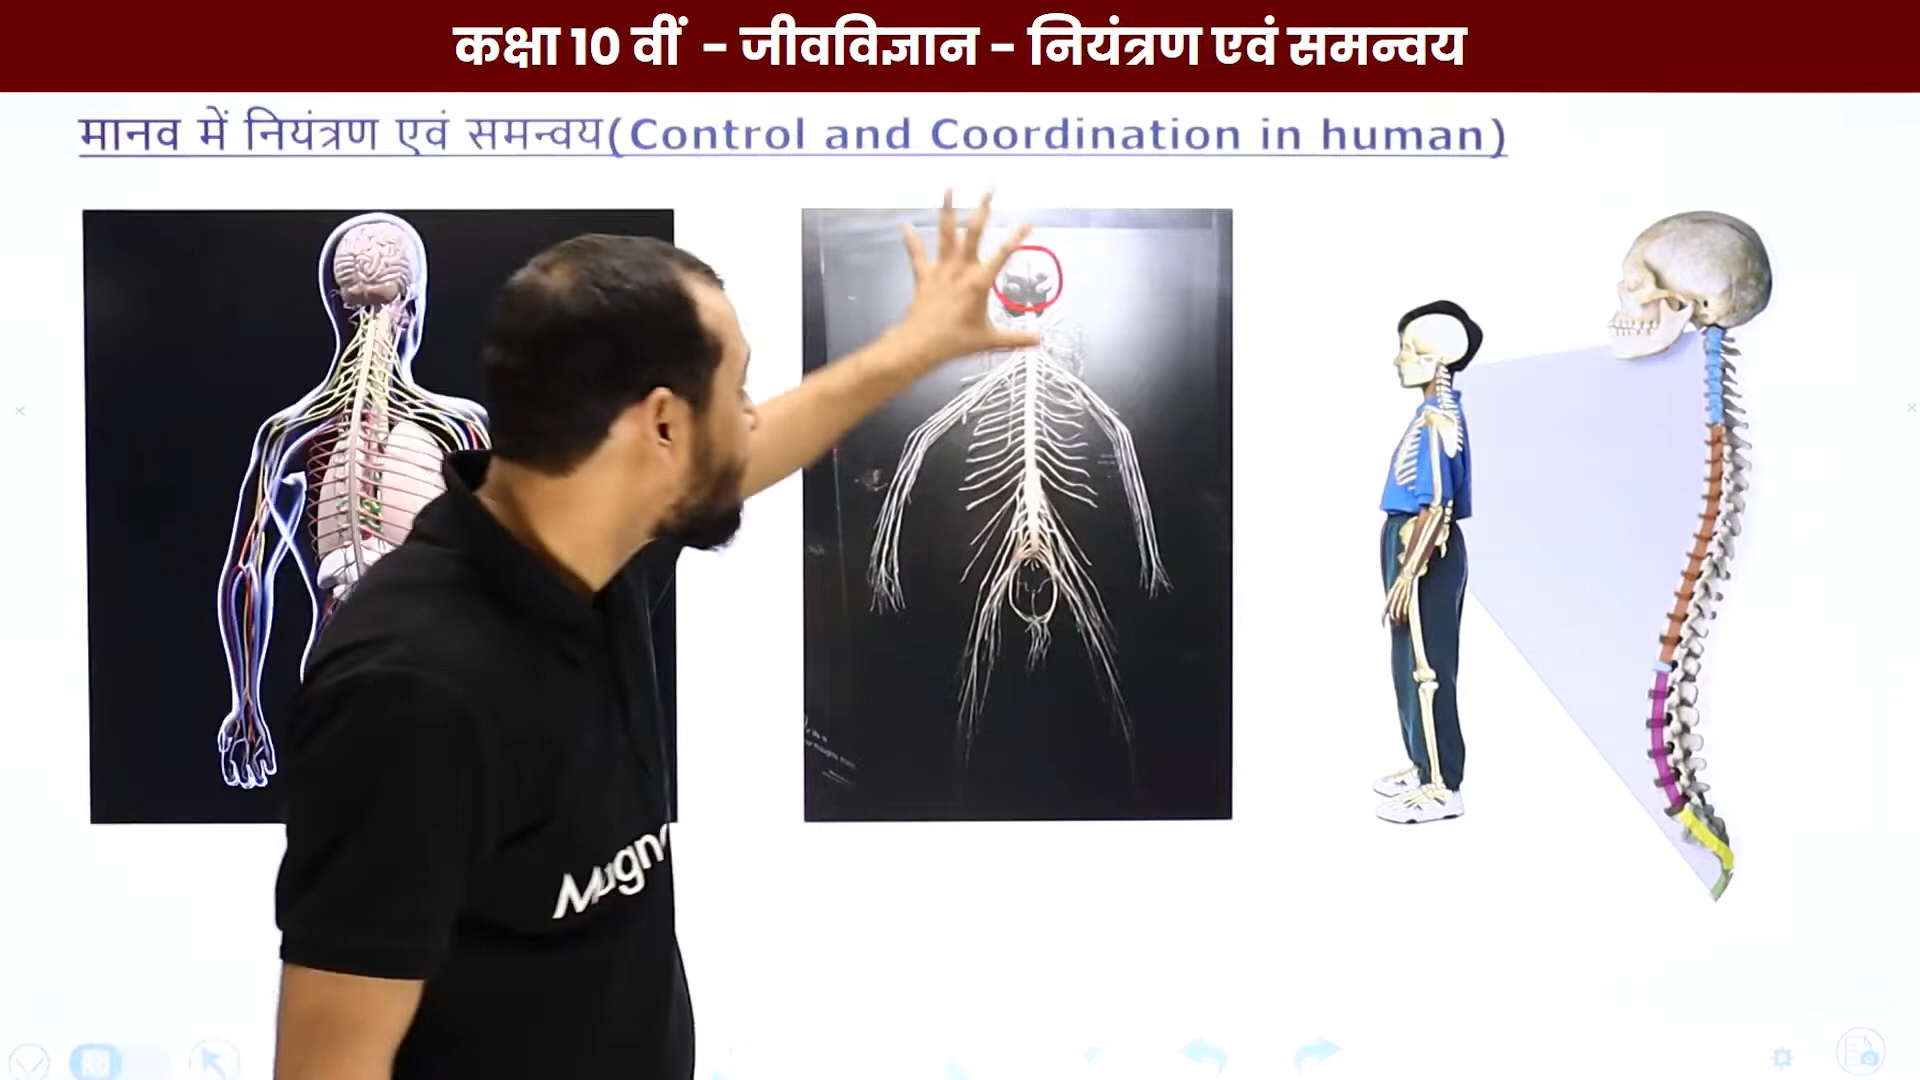 कक्षा 10 वीं - जीवविज्ञान - नियंत्रण एवं समन्वय
मानव में नियंत्रण एवं समन्वय(Control and Coordination in human)